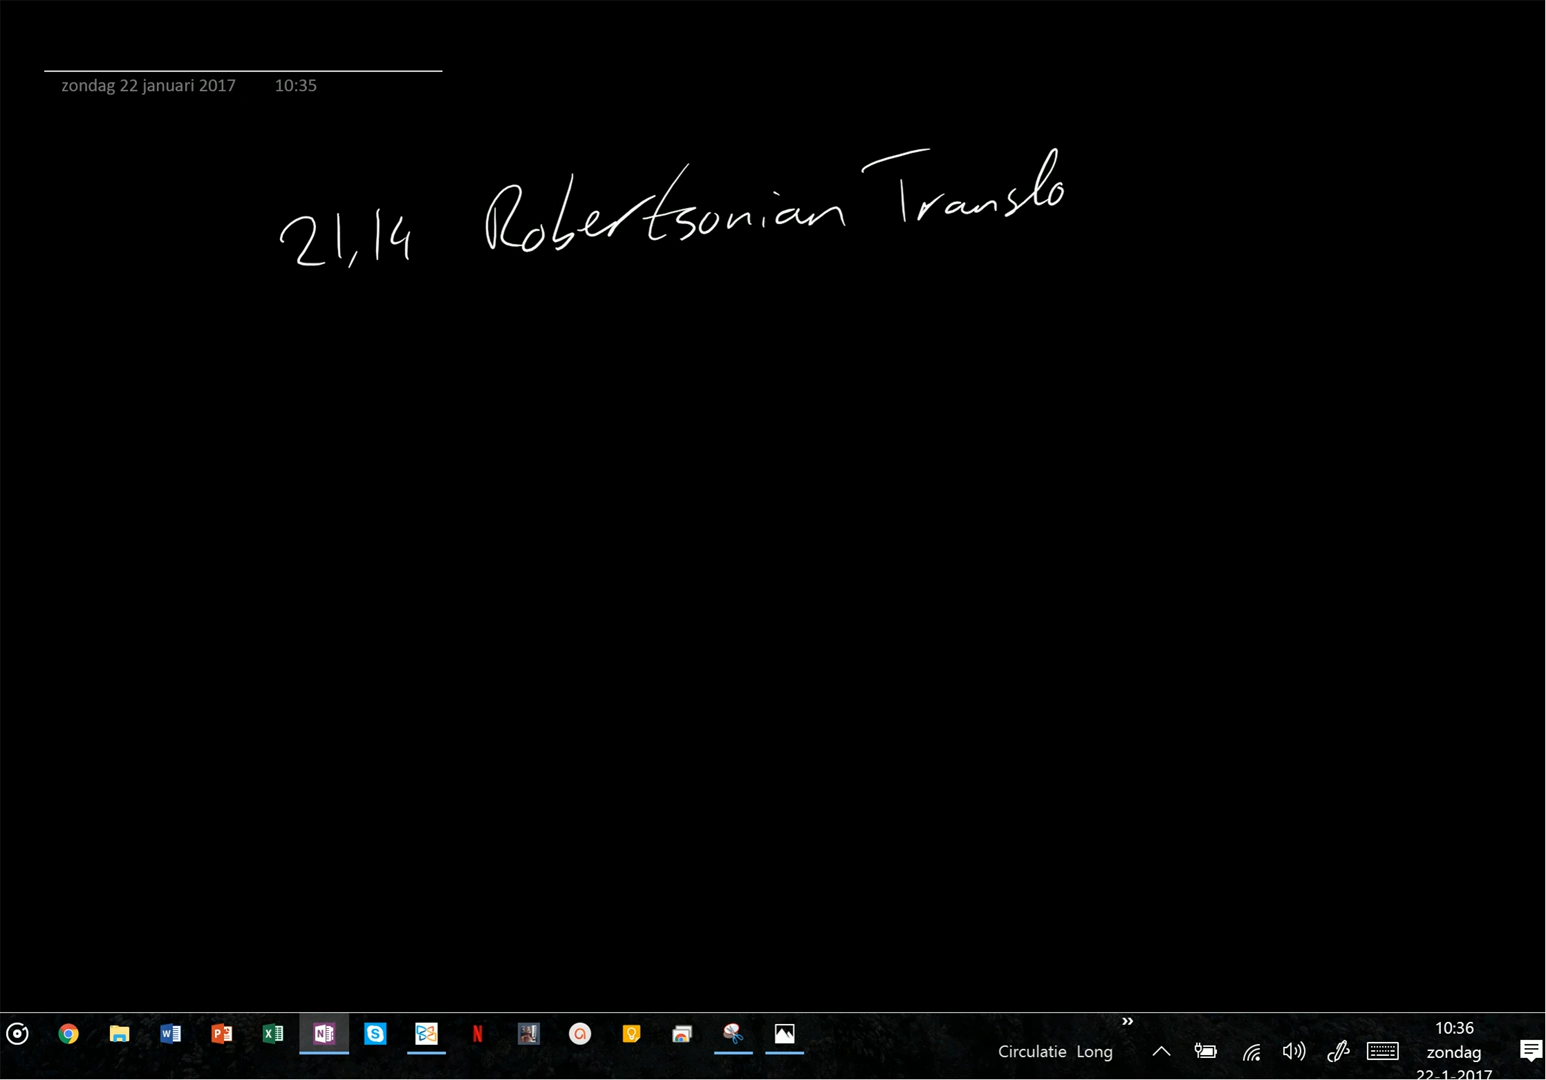 zondag 22 januari 2017 10:35
21,14 Robertsonian Translo
Circulatie Long
10:36
zondag
22-1-2017